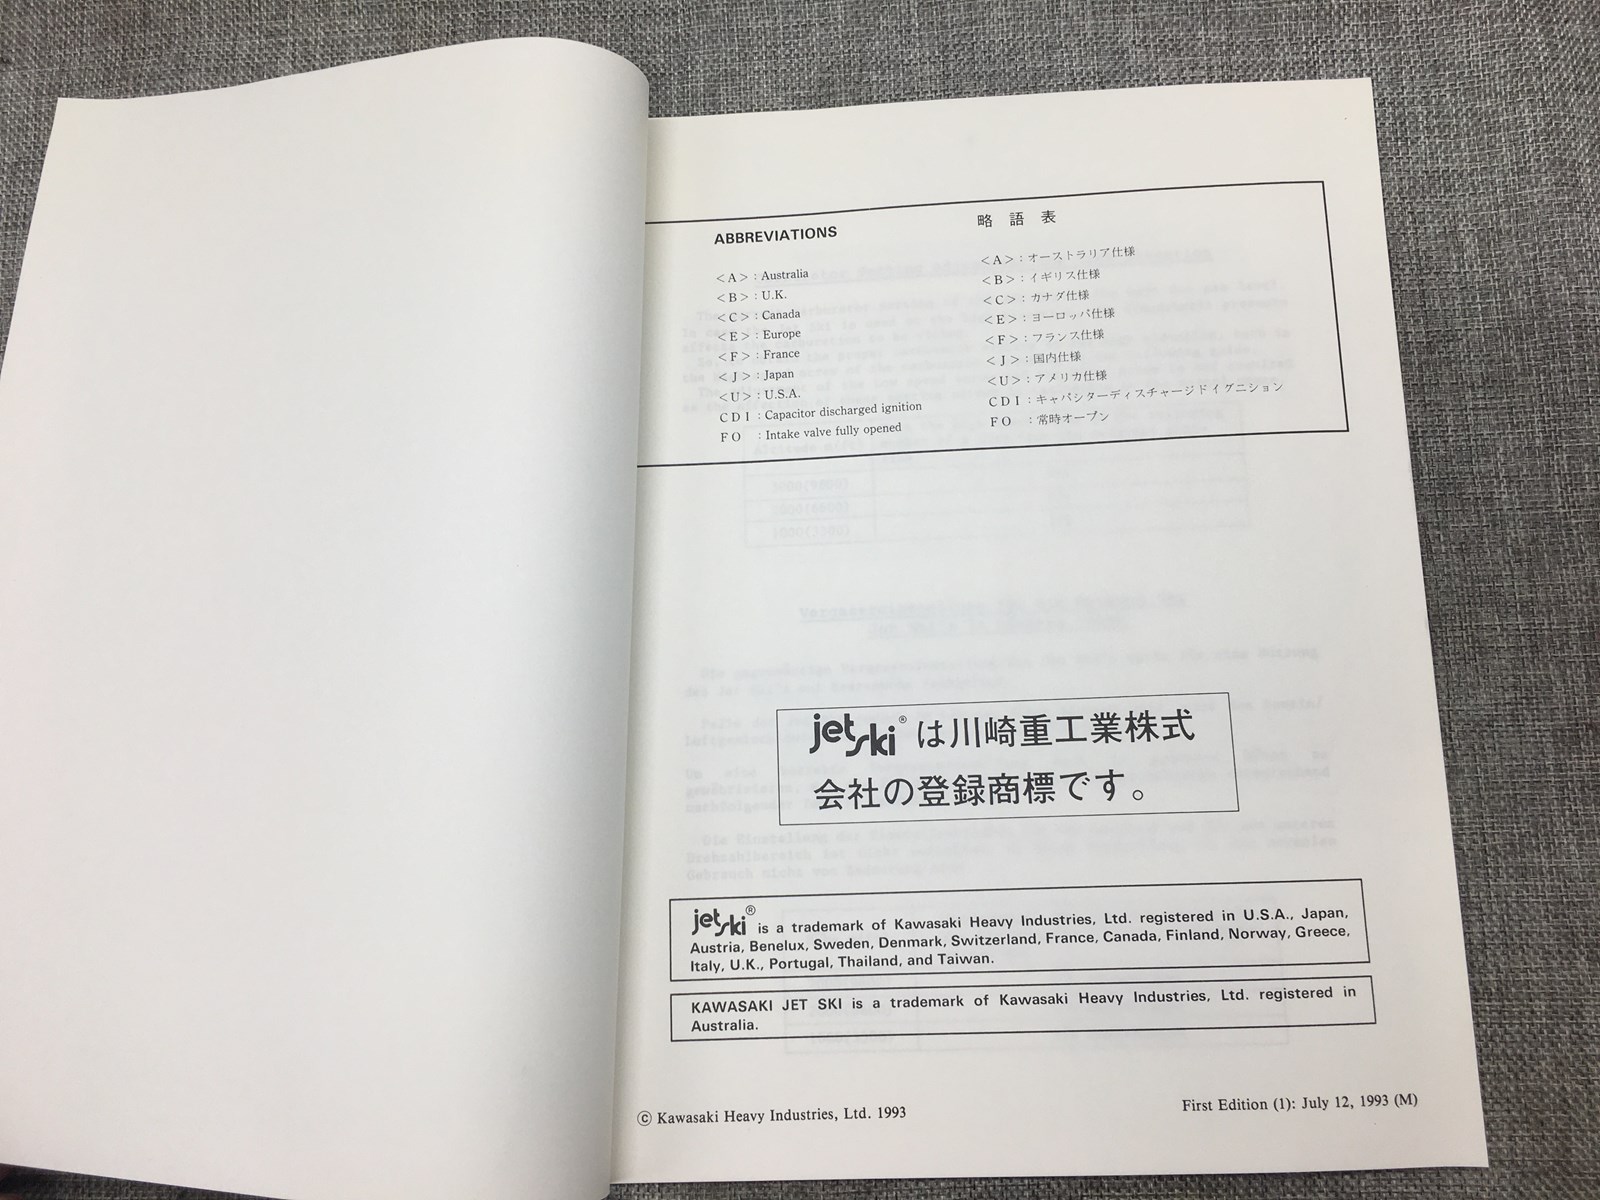 ABBREVIATIONS
<A> : Australia
<B> : U.K.
<C> : Canada
<E> : Europe
<F> : France
<J> : Japan
<U> : U.S.A.
CDI : Capacitor discharged ignition
FO : Intake valve fully opened
略語表
<A> : オーストラリア仕様
<B> : イギリス仕様
<C> : カナダ仕様
<E> : ヨーロッパ仕様
<F> : フランス仕様
<J> : 国内仕様
<U> : アメリカ仕様
CDI : キャパシターディスチャージドイグニション
FO : 常時オープン
jet ski® は川崎重工業株式
会社の登録商標です。
jet ski® is a trademark of Kawasaki Heavy Industries, Ltd. registered in U.S.A., Japan,
Austria, Benelux, Sweden, Denmark, Switzerland, France, Canada, Finland, Norway, Greece,
Italy, U.K., Portugal, Thailand, and Taiwan.
KAWASAKI JET SKI is a trademark of Kawasaki Heavy Industries, Ltd. registered in
Australia.
© Kawasaki Heavy Industries, Ltd. 1993
First Edition (1): July 12, 1993 (M)